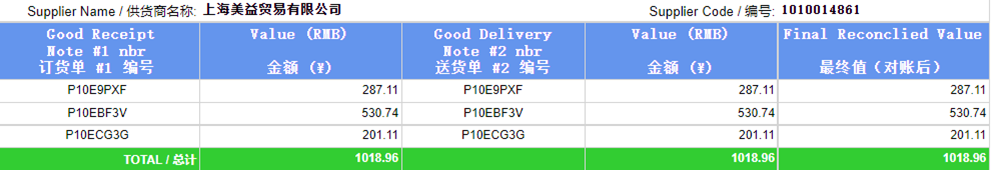 Supplier Name / 供货商名称: 上海美益贸易有限公司 Supplier Code / 编号: 1010014861
Good Receipt Value (RMB) Good Delivery Value (RMB) Final Reconclied Value
Note #1 nbr Note #2 nbr
订货单 #1 编号 金额 (¥) 送货单 #2 编号 金额 (¥) 最终值（对账后）
P10E9PXF 287.11 P10E9PXF 287.11 287.11
P10EBF3V 530.74 P10EBF3V 530.74 530.74
P10ECG3G 201.11 P10ECG3G 201.11 201.11
TOTAL / 总计 1018.96 1018.96 1018.96